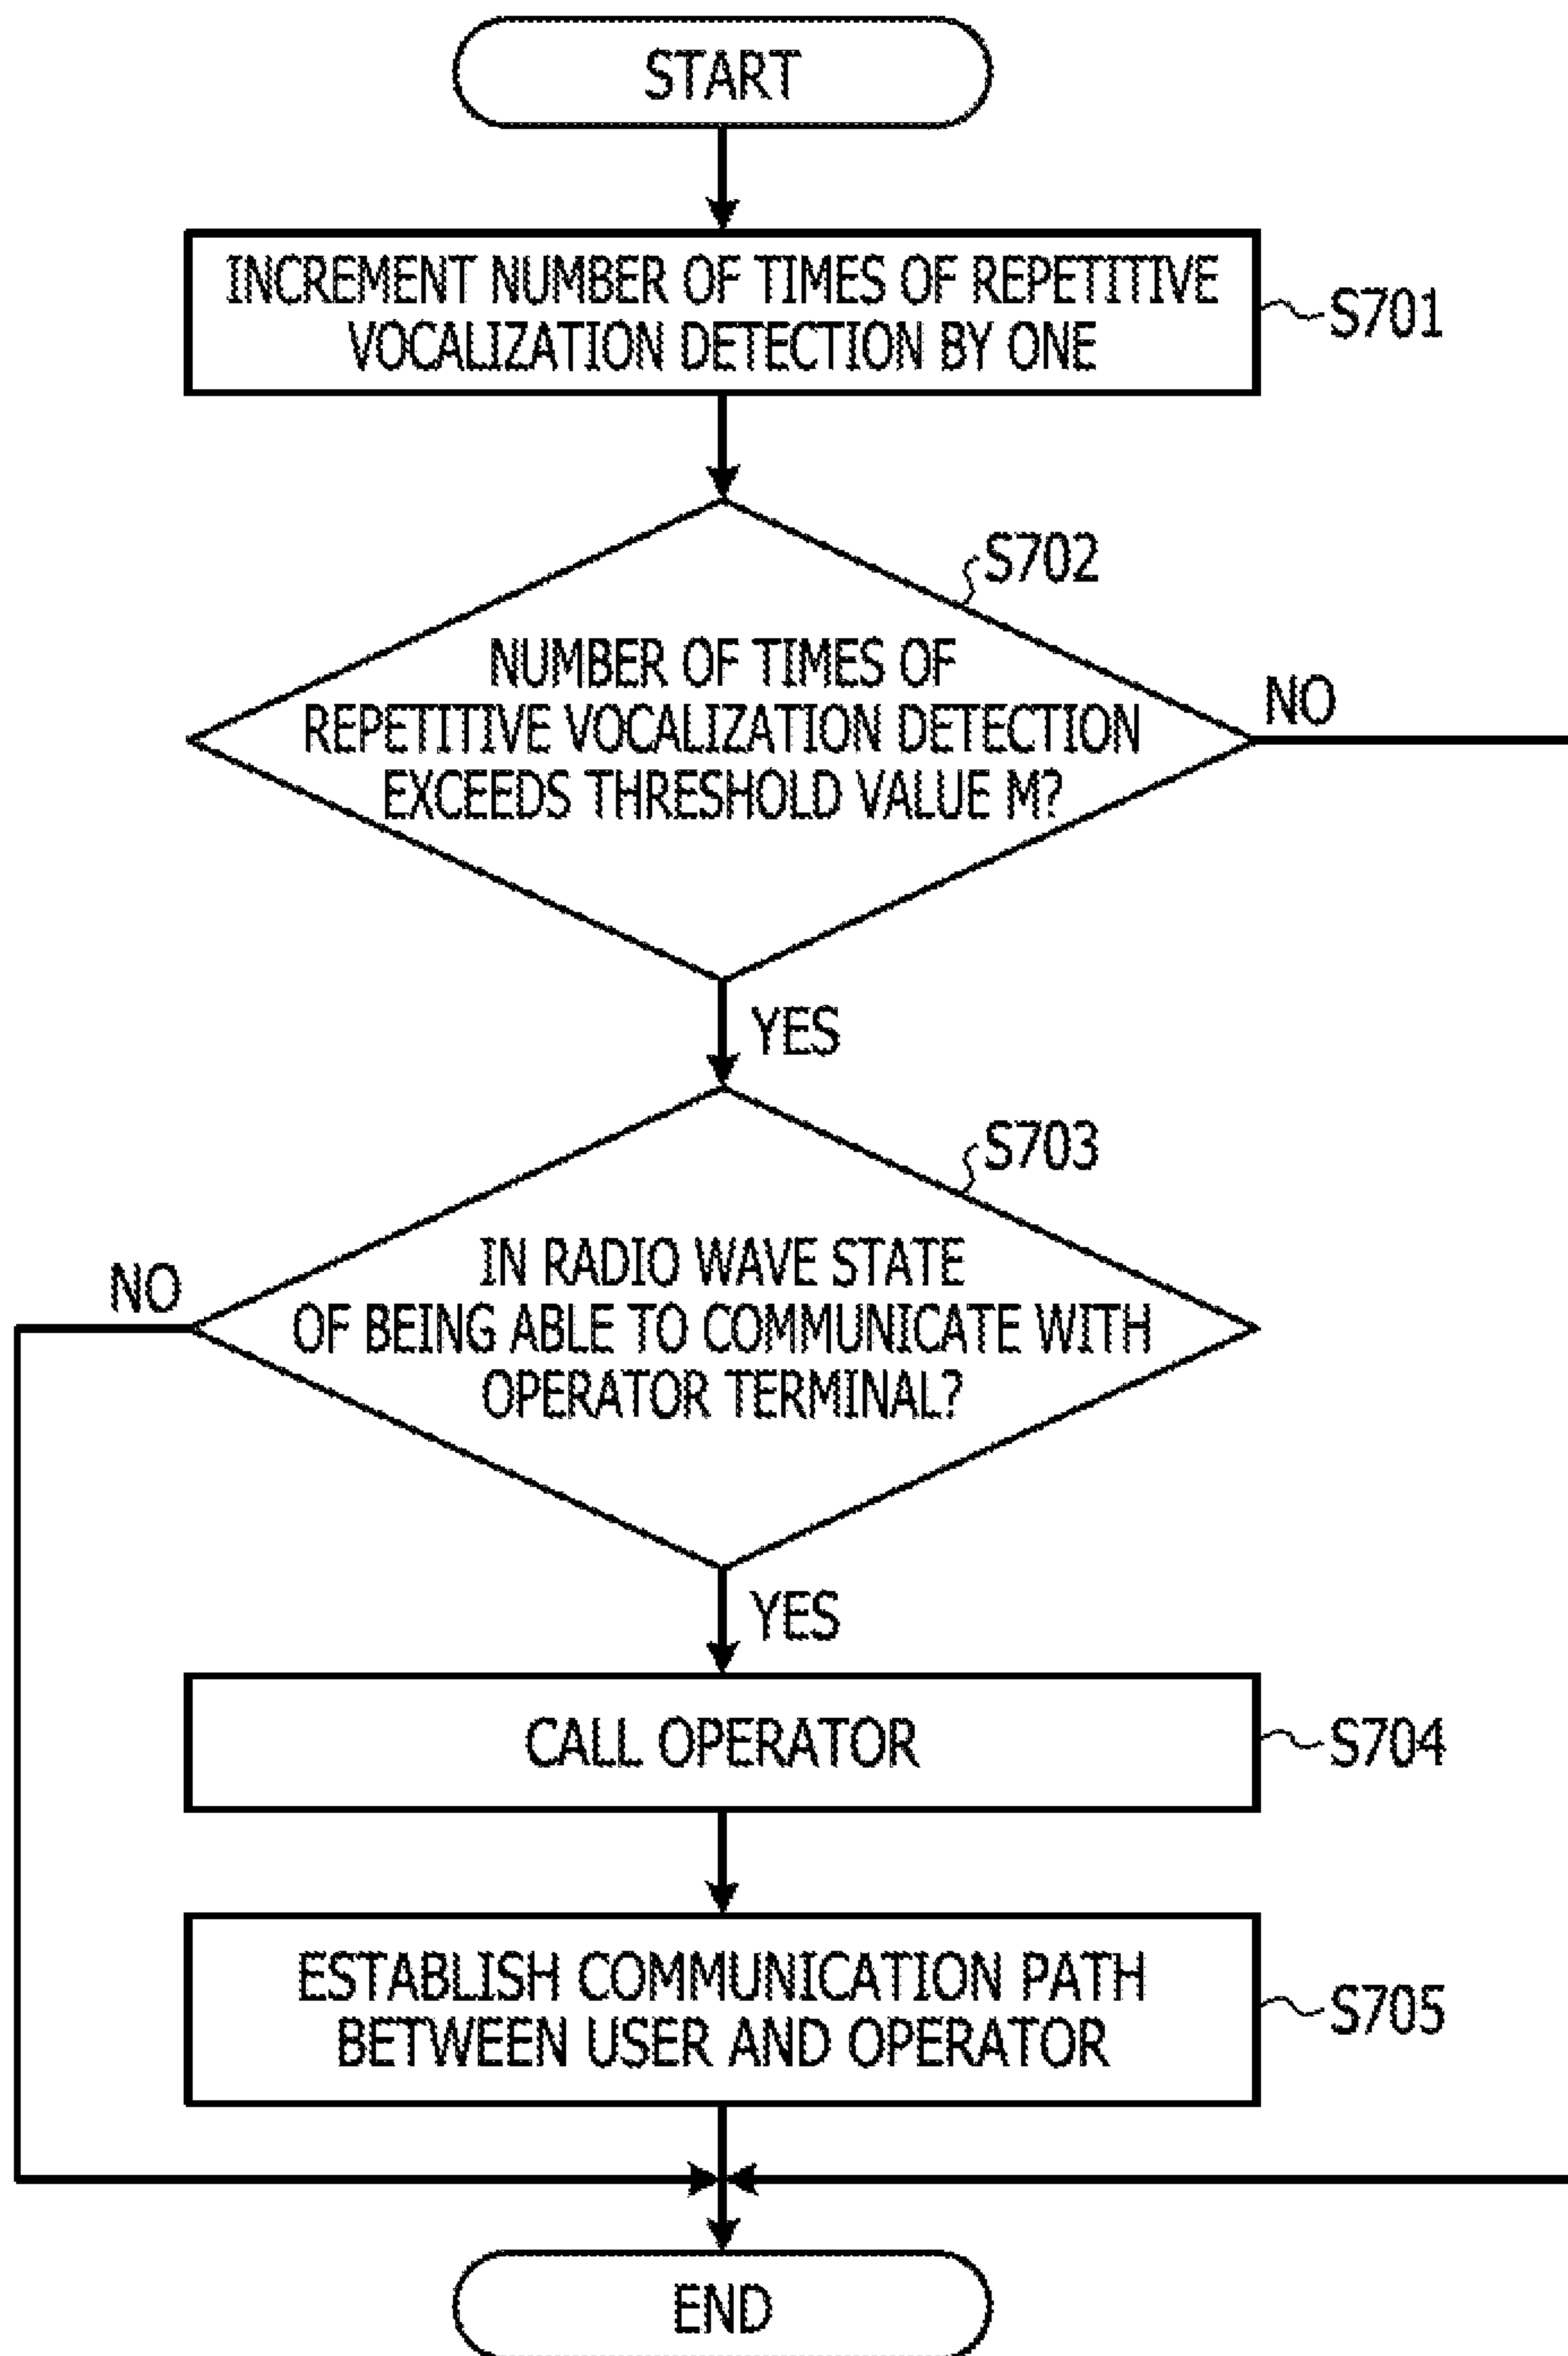 START
INCREMENT NUMBER OF TIMES OF REPETITIVE
VOCALIZATION DETECTION BY ONE
S701
S702
NUMBER OF TIMES OF
REPETITIVE VOCALIZATION DETECTION
EXCEEDS THRESHOLD VALUE M?
NO
YES
S703
IN RADIO WAVE STATE
OF BEING ABLE TO COMMUNICATE WITH
OPERATOR TERMINAL?
NO
YES
CALL OPERATOR
S704
ESTABLISH COMMUNICATION PATH
BETWEEN USER AND OPERATOR
S705
END